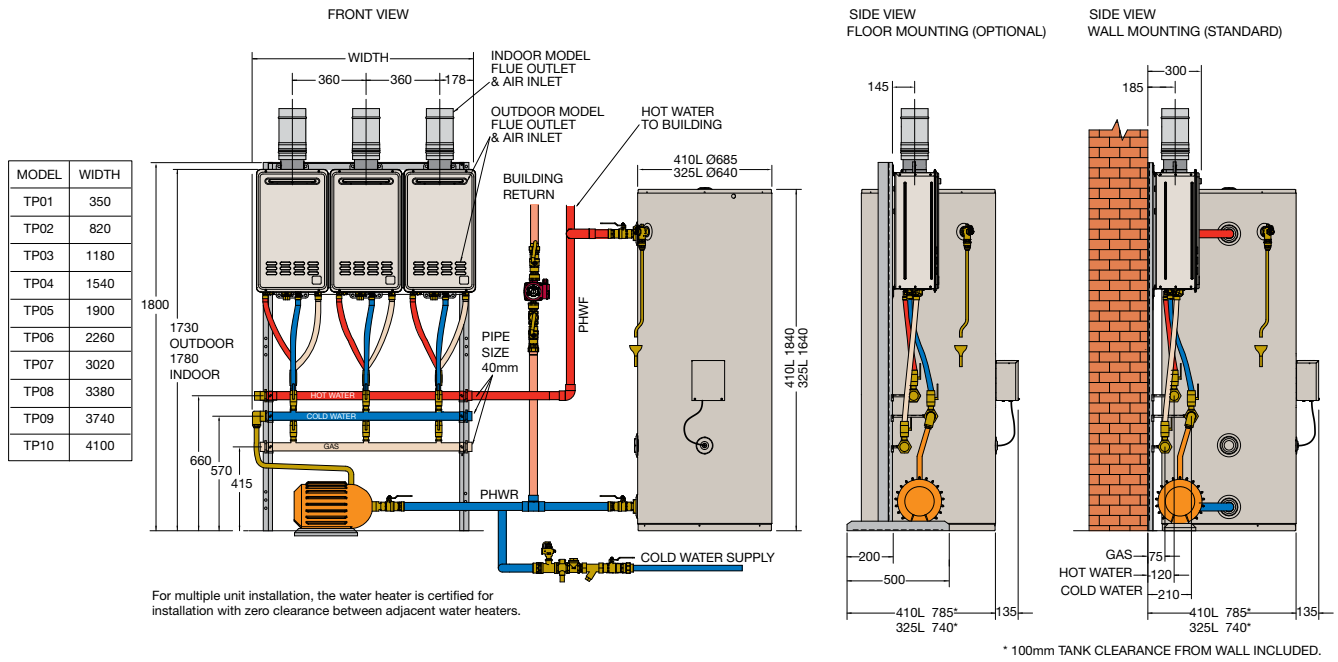 FRONT VIEW
SIDE VIEW
FLOOR MOUNTING (OPTIONAL)
SIDE VIEW
WALL MOUNTING (STANDARD)
WIDTH
360
360
178
INDOOR MODEL
FLUE OUTLET
& AIR INLET
OUTDOOR MODEL
FLUE OUTLET
& AIR INLET
HOT WATER
TO BUILDING
BUILDING
RETURN
410L Ø685
325L Ø640
145
300
185
MODEL WIDTH
TP01 350
TP02 820
TP03 1180
TP04 1540
TP05 1900
TP06 2260
TP07 3020
TP08 3380
TP09 3740
TP10 4100
1800
1730
OUTDOOR
1780
INDOOR
PIPE
SIZE
40mm
PHWF
410L 1840
325L 1640
HOT WATER
COLD WATER
GAS
660
570
415
PHWR
COLD WATER SUPPLY
For multiple unit installation, the water heater is certified for
installation with zero clearance between adjacent water heaters.
200
500
410L 785*
325L 740*
135
GAS 75
HOT WATER 120
COLD WATER 210
410L 785*
325L 740*
135
* 100mm TANK CLEARANCE FROM WALL INCLUDED.